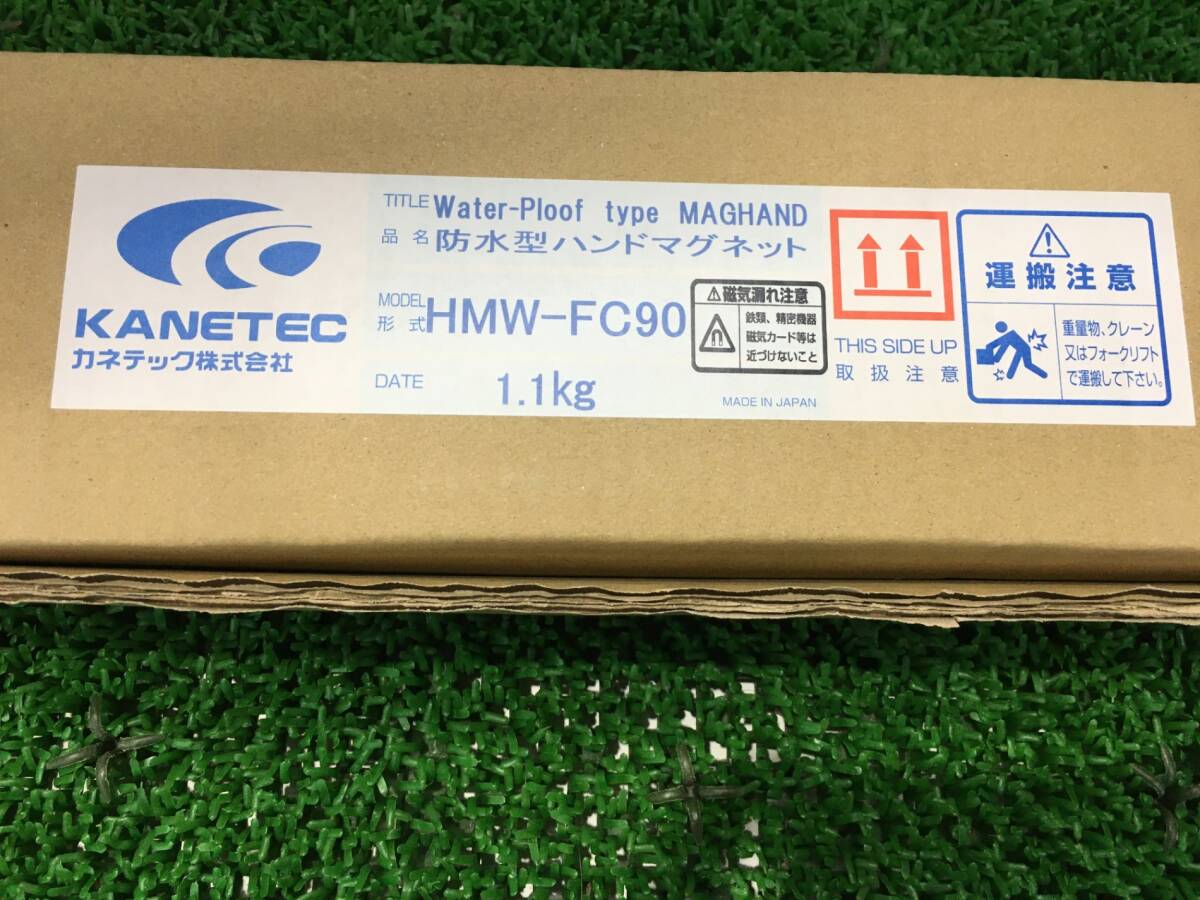 KANETEC
カネテック株式会社
TITLE Water-Ploof type MAGHAND
品名 防水型ハンドマグネット
MODEL
形式 HMW-FC90
DATE 1.1kg
⚠磁気漏れ注意
鉄類、精密機器
磁気カード等は
近づけないこと
MADE IN JAPAN
THIS SIDE UP
取扱注意
運搬注意
重量物、クレーン
又はフォークリフト
で運搬して下さい。